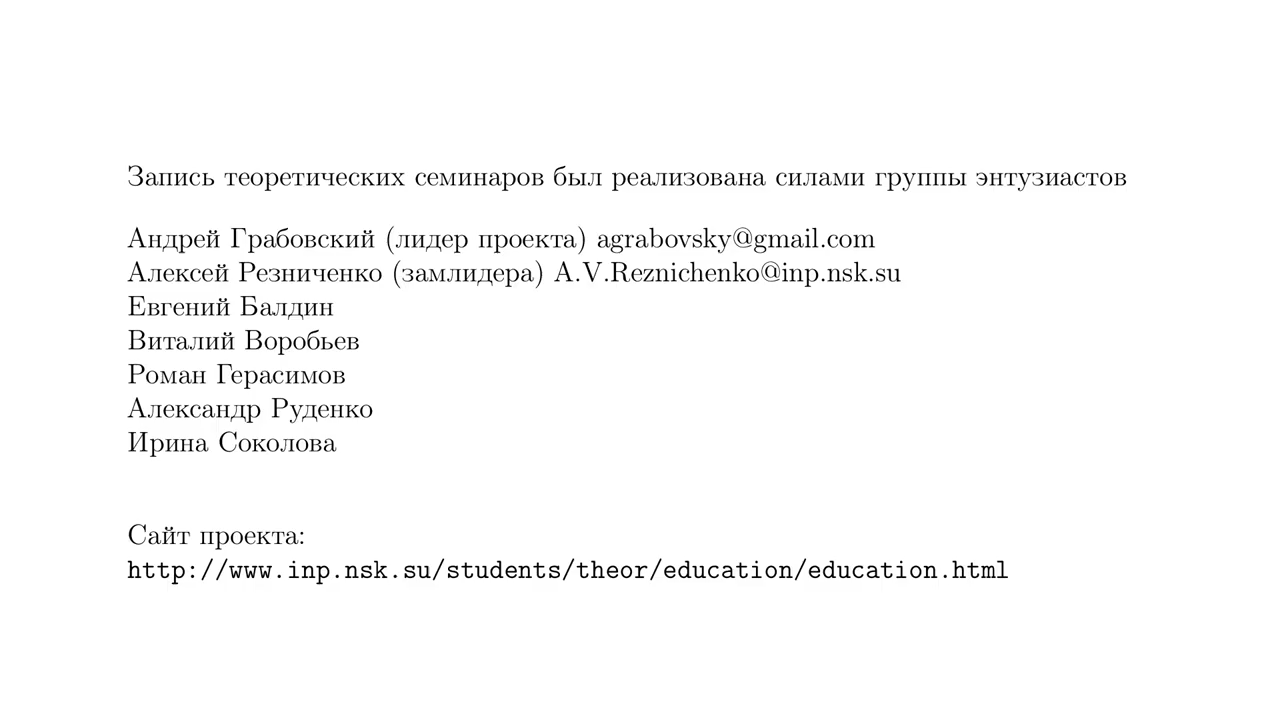 Запись теоретических семинаров был реализована силами группы энтузиастов
Андрей Грабовский (лидер проекта) agrabovsky@gmail.com
Алексей Резниченко (замлидера) A.V.Reznichenko@inp.nsk.su
Евгений Балдин
Виталий Воробьев
Роман Герасимов
Александр Руденко
Ирина Соколова
Сайт проекта:
http://www.inp.nsk.su/students/theor/education/education.html